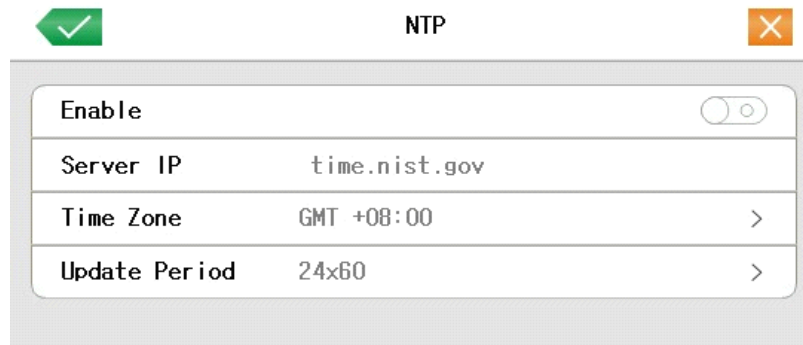 NTP
Enable
Server IP time.nist.gov
Time Zone GMT +08:00
Update Period 24x60